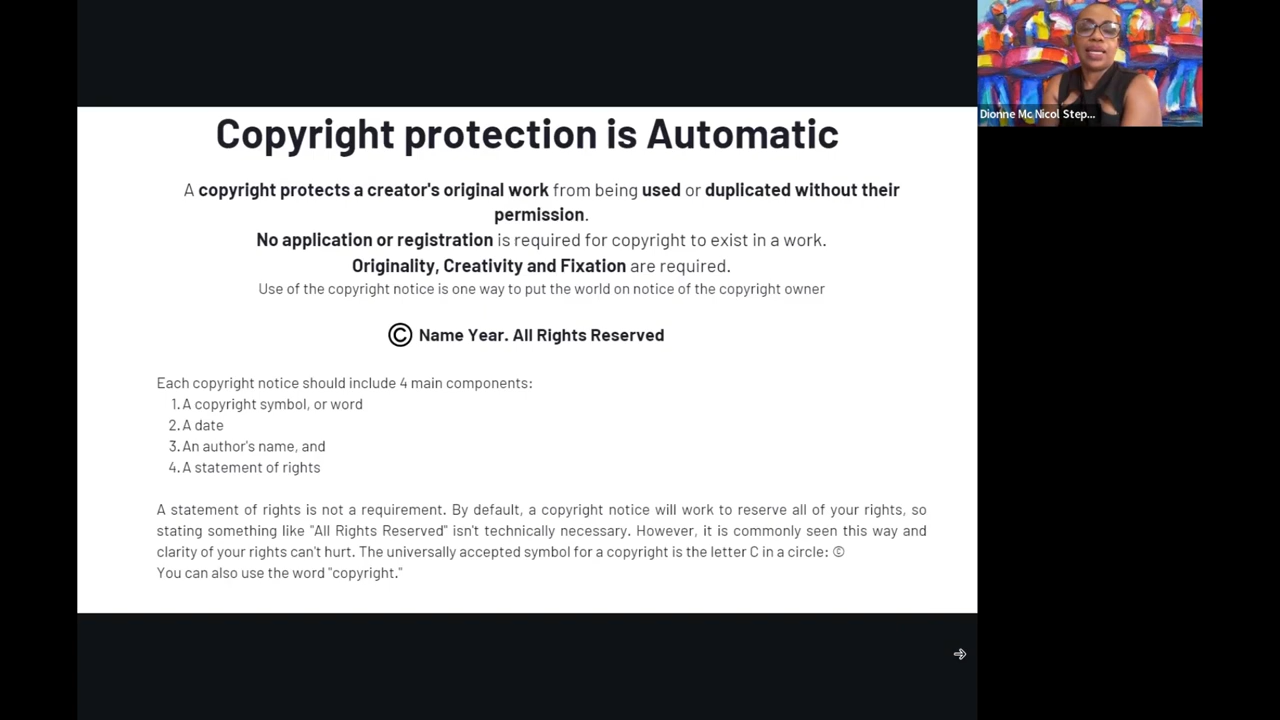 Copyright protection is Automatic
A copyright protects a creator's original work from being used or duplicated without their
permission.
No application or registration is required for copyright to exist in a work.
Originality, Creativity and Fixation are required.
Use of the copyright notice is one way to put the world on notice of the copyright owner
© Name Year. All Rights Reserved
Each copyright notice should include 4 main components:
1. A copyright symbol, or word
2. A date
3. An author's name, and
4. A statement of rights
A statement of rights is not a requirement. By default, a copyright notice will work to reserve all of your rights, so
stating something like "All Rights Reserved" isn't technically necessary. However, it is commonly seen this way and
clarity of your rights can't hurt. The universally accepted symbol for a copyright is the letter C in a circle: ©
You can also use the word "copyright."
Dionne Mc Nicol Step...